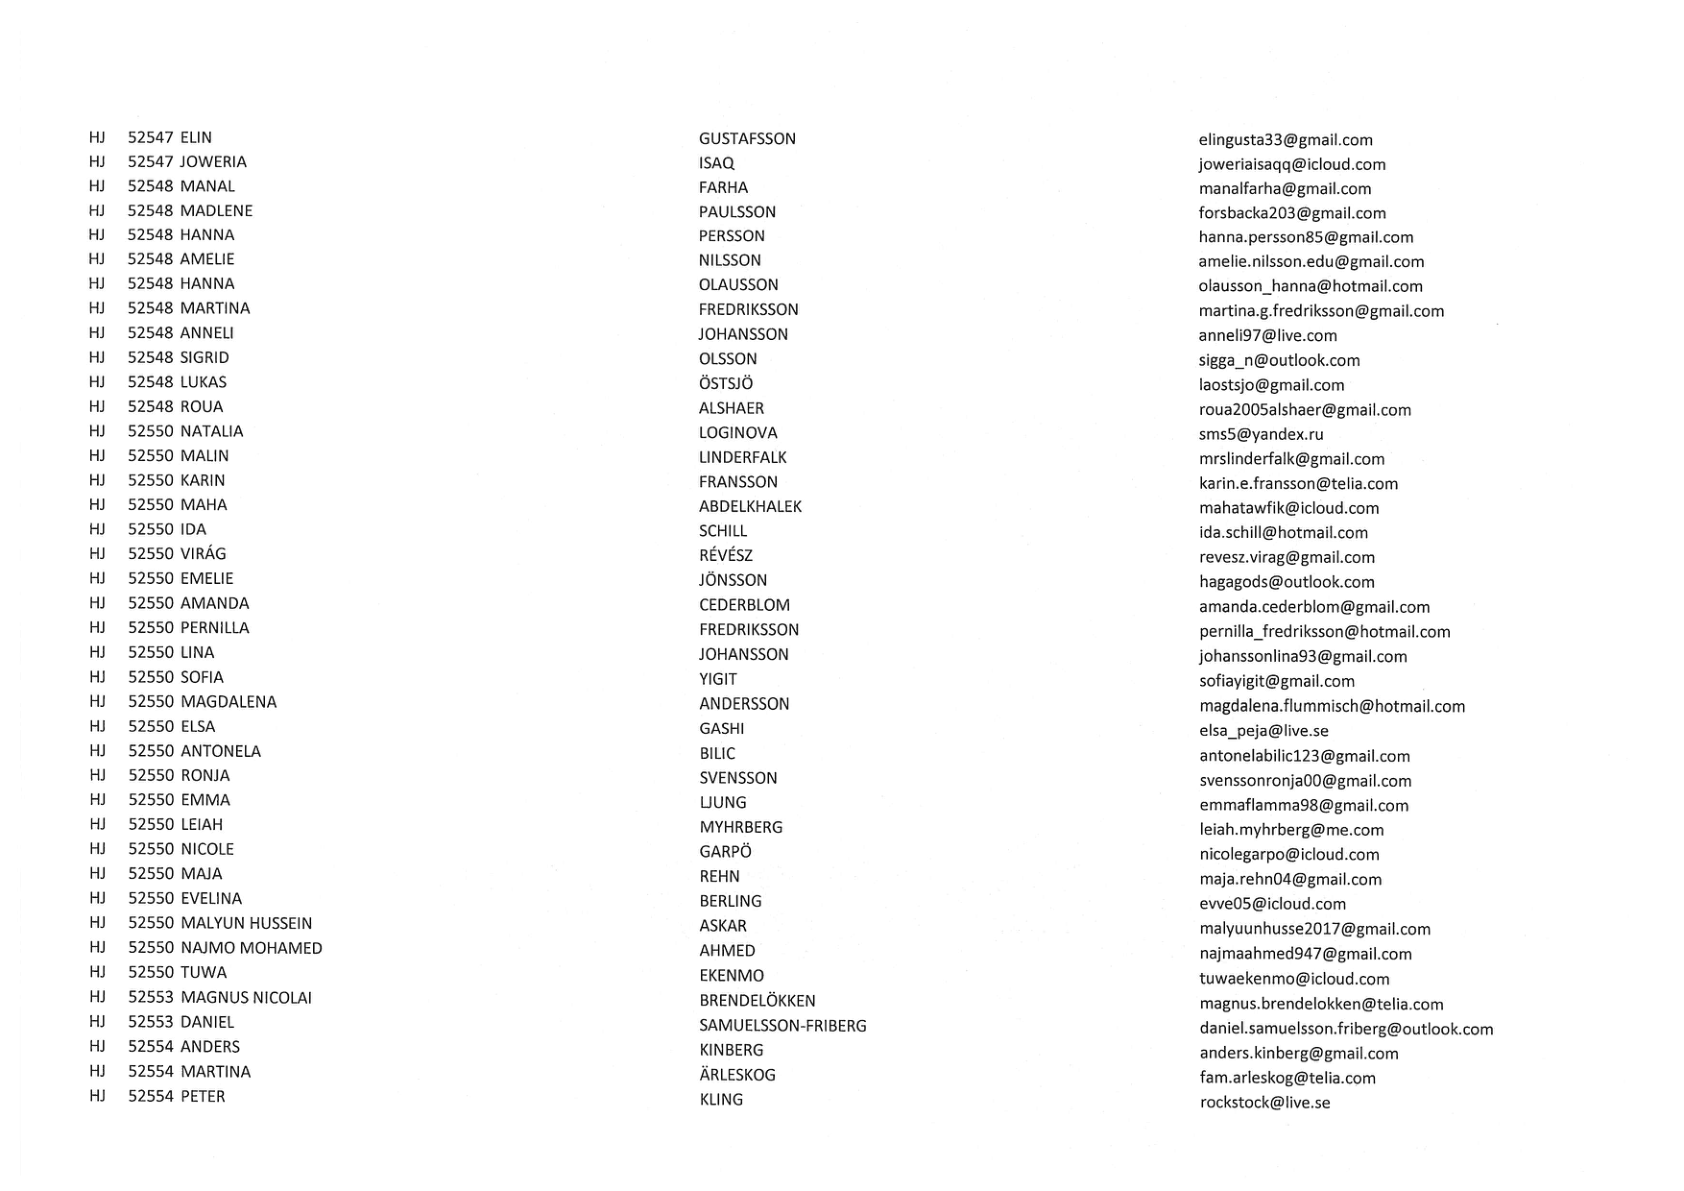 HJ 52547 ELIN GUSTAFSSON elingusta33@gmail.com
HJ 52547 JOWERIA ISAQ joweriaisaqq@icloud.com
HJ 52548 MANAL FARHA manalfarha@gmail.com
HJ 52548 MADLENE PAULSSON forsbacka203@gmail.com
HJ 52548 HANNA PERSSON hanna.persson85@gmail.com
HJ 52548 AMELIE NILSSON amelie.nilsson.edu@gmail.com
HJ 52548 HANNA OLAUSSON olausson_hanna@hotmail.com
HJ 52548 MARTINA FREDRIKSSON martina.g.fredriksson@gmail.com
HJ 52548 ANNELI JOHANSSON anneli97@live.com
HJ 52548 SIGRID OLSSON sigga_n@outlook.com
HJ 52548 LUKAS ÖSTSJÖ laostsjo@gmail.com
HJ 52548 ROUA ALSHAER roua2005alshaer@gmail.com
HJ 52550 NATALIA LOGINOVA sms5@yandex.ru
HJ 52550 MALIN LINDERFALK mrslinderfalk@gmail.com
HJ 52550 KARIN FRANSSON karin.e.fransson@telia.com
HJ 52550 MAHA ABDELKHALEK mahatawfik@icloud.com
HJ 52550 IDA SCHILL ida.schill@hotmail.com
HJ 52550 VIRÁG RÉVÉSZ revesz.virag@gmail.com
HJ 52550 EMELIE JÖNSSON hagagods@outlook.com
HJ 52550 AMANDA CEDERBLOM amanda.cederblom@gmail.com
HJ 52550 PERNILLA FREDRIKSSON pernilla_fredriksson@hotmail.com
HJ 52550 LINA JOHANSSON johanssonlina93@gmail.com
HJ 52550 SOFIA YIGIT sofiayigit@gmail.com
HJ 52550 MAGDALENA ANDERSSON magdalena.flummisch@hotmail.com
HJ 52550 ELSA GASHI elsa_peja@live.se
HJ 52550 ANTONELA BILIC antonelabilic123@gmail.com
HJ 52550 RONJA SVENSSON svenssonronja00@gmail.com
HJ 52550 EMMA LJUNG emmaflamma98@gmail.com
HJ 52550 LEIAH MYHRBERG leiah.myhrberg@me.com
HJ 52550 NICOLE GARPÖ nicolegarpo@icloud.com
HJ 52550 MAJA REHN maja.rehn04@gmail.com
HJ 52550 EVELINA BERLING evve05@icloud.com
HJ 52550 MALYUN HUSSEIN ASKAR malyuunhusse2017@gmail.com
HJ 52550 NAJMO MOHAMED AHMED najmaahmed947@gmail.com
HJ 52550 TUWA EKENMO tuwaekenmo@icloud.com
HJ 52553 MAGNUS NICOLAI BRENDELÖKKEN magnus.brendelokken@telia.com
HJ 52553 DANIEL SAMUELSSON-FRIBERG daniel.samuelsson.friberg@outlook.com
HJ 52554 ANDERS KINBERG anders.kinberg@gmail.com
HJ 52554 MARTINA ÄRLESKOG fam.arleskog@telia.com
HJ 52554 PETER KLING rockstock@live.se